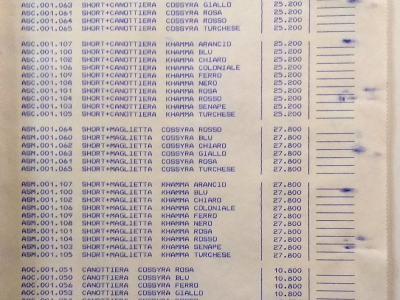 ASC.001.063 SHORT+CANOTTIERA COSSYRA GIALLO 25.200
ASC.001.061 SHORT+CANOTTIERA COSSYRA ROSA 25.200
ASC.001.064 SHORT+CANOTTIERA COSSYRA ROSSO 25.200
ASC.001.065 SHORT+CANOTTIERA COSSYRA TURCHESE 25.200
ASC.001.107 SHORT+CANOTTIERA KHAMMA ARANCIO 25.200
ASC.001.100 SHORT+CANOTTIERA KHAMMA BLU 25.200
ASC.001.102 SHORT+CANOTTIERA KHAMMA CHIARO 25.200
ASC.001.106 SHORT+CANOTTIERA KHAMMA COLONIALE 25.200
ASC.001.109 SHORT+CANOTTIERA KHAMMA FERRO 25.200
ASC.001.108 SHORT+CANOTTIERA KHAMMA NERO 25.200
ASC.001.101 SHORT+CANOTTIERA KHAMMA ROSA 25.200
ASC.001.104 SHORT+CANOTTIERA KHAMMA ROSSO 25.200
ASC.001.103 SHORT+CANOTTIERA KHAMMA SENAPE 25.200
ASC.001.105 SHORT+CANOTTIERA KHAMMA TURCHESE 25.200
ASM.001.064 SHORT+MAGLIETTA COSSYRA ROSSO 27.800
ASM.001.060 SHORT+MAGLIETTA COSSYRA BLU 27.800
ASM.001.062 SHORT+MAGLIETTA COSSYRA CHIARO 27.800
ASM.001.063 SHORT+MAGLIETTA COSSYRA GIALLO 27.800
ASM.001.061 SHORT+MAGLIETTA COSSYRA ROSA 27.800
ASM.001.065 SHORT+MAGLIETTA COSSYRA TURCHESE 27.800
ASM.001.107 SHORT+MAGLIETTA KHAMMA ARANCIO 27.800
ASM.001.100 SHORT+MAGLIETTA KHAMMA BLU 27.800
ASM.001.102 SHORT+MAGLIETTA KHAMMA CHIARO 27.800
ASM.001.106 SHORT+MAGLIETTA KHAMMA COLONIALE 27.800
ASM.001.109 SHORT+MAGLIETTA KHAMMA FERRO 27.800
ASM.001.108 SHORT+MAGLIETTA KHAMMA NERO 27.800
ASM.001.101 SHORT+MAGLIETTA KHAMMA ROSA 27.800
ASM.001.104 SHORT+MAGLIETTA KHAMMA ROSSO 27.800
ASM.001.103 SHORT+MAGLIETTA KHAMMA SENAPE 27.800
ASM.001.105 SHORT+MAGLIETTA KHAMMA TURCHESE 27.800
AOC.001.051 CANOTTIERA COSSYRA ROSA 10.800
AOC.001.050 CANOTTIERA COSSYRA BLU 10.800
AOC.001.056 CANOTTIERA COSSYRA FERRO 10.800
AOC.001.053 CANOTTIERA COSSYRA GIALLO 10.800